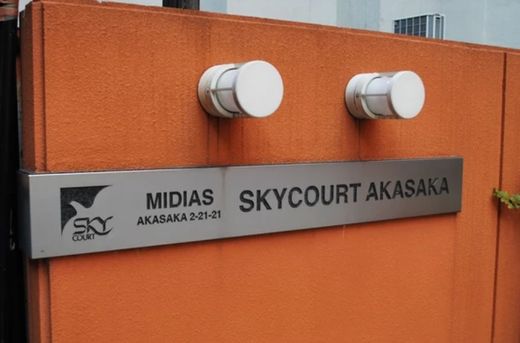 SKY
COURT
MIDIAS
AKASAKA 2-21-21
SKYCOURT AKASAKA